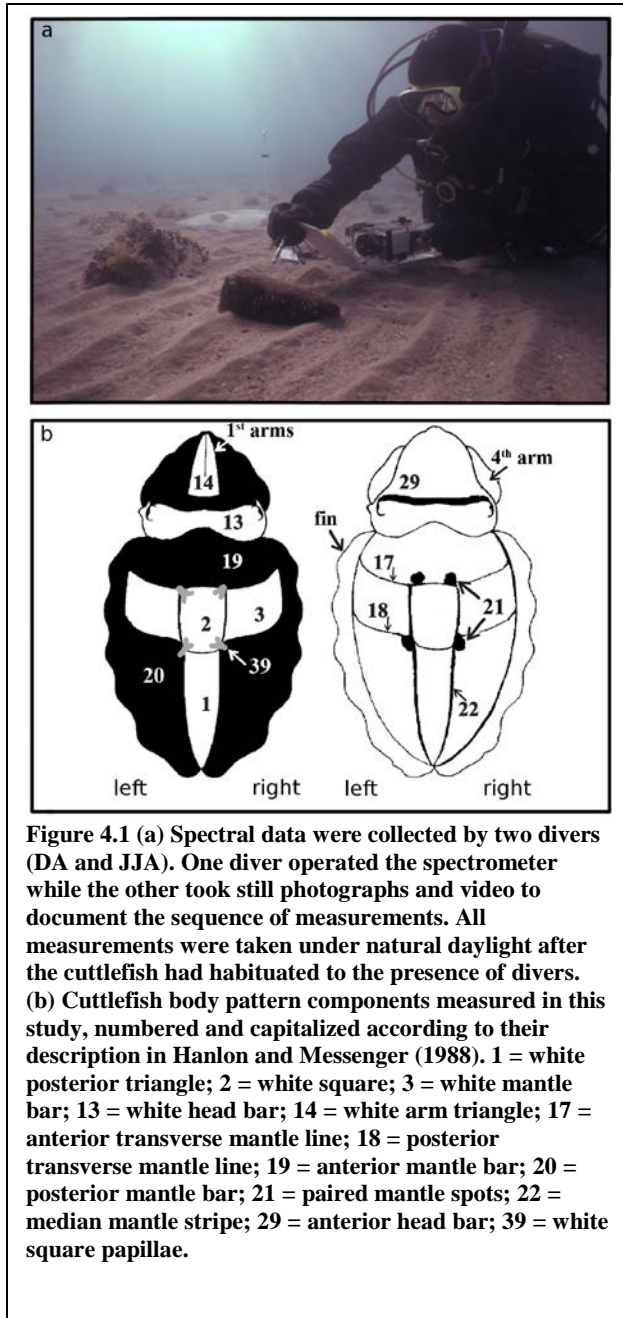 a
b
1st arms
14
13
19
2
3
39
20
1
left
right
4th arm
29
fin
17
21
18
22
left
right
Figure 4.1 (a) Spectral data were collected by two divers
(DA and JJA). One diver operated the spectrometer
while the other took still photographs and video to
document the sequence of measurements. All
measurements were taken under natural daylight after
the cuttlefish had habituated to the presence of divers.
(b) Cuttlefish body pattern components measured in this
study, numbered and capitalized according to their
description in Hanlon and Messenger (1988). 1 = white
posterior triangle; 2 = white square; 3 = white mantle
bar; 13 = white head bar; 14 = white arm triangle; 17 =
anterior transverse mantle line; 18 = posterior
transverse mantle line; 19 = anterior mantle bar; 20 =
posterior mantle bar; 21 = paired mantle spots; 22 =
median mantle stripe; 29 = anterior head bar; 39 = white
square papillae.